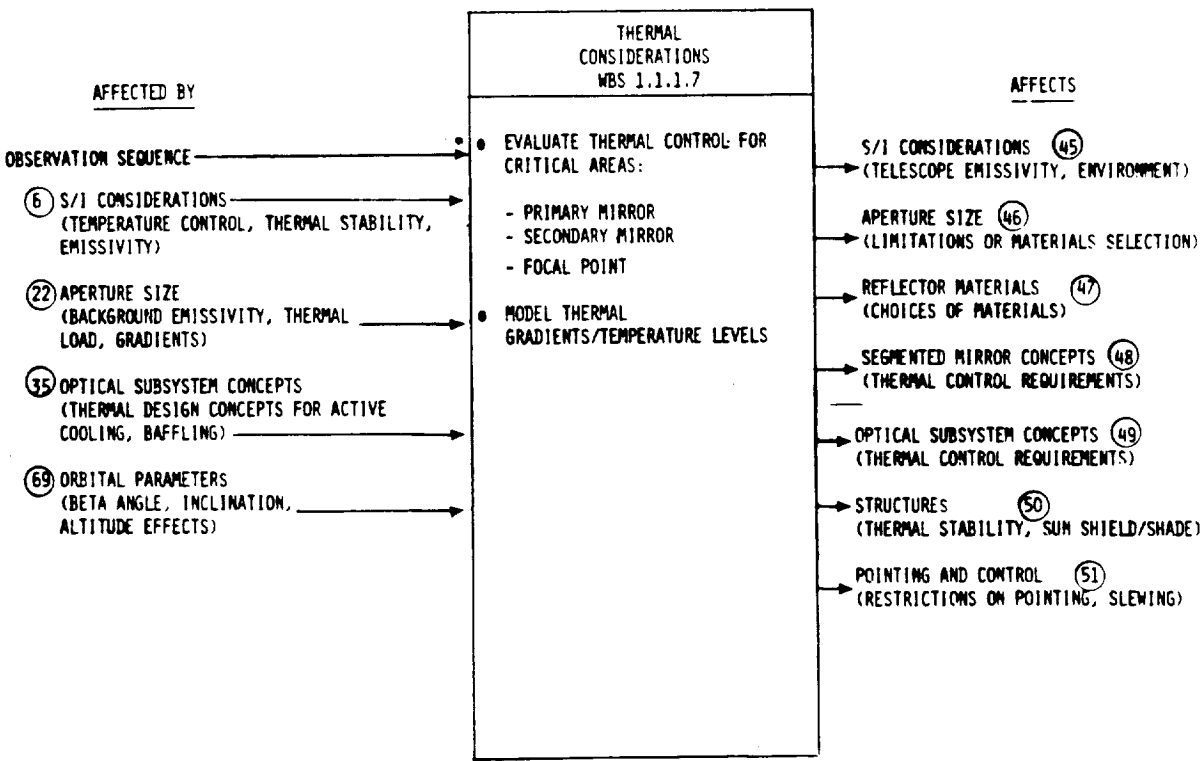 THERMAL
CONSIDERATIONS
WBS 1.1.1.7
AFFECTED BY
OBSERVATION SEQUENCE
6 S/I CONSIDERATIONS
(TEMPERATURE CONTROL, THERMAL STABILITY,
EMISSIVITY)
22 APERTURE SIZE
(BACKGROUND EMISSIVITY, THERMAL
LOAD, GRADIENTS)
35 OPTICAL SUBSYSTEM CONCEPTS
(THERMAL DESIGN CONCEPTS FOR ACTIVE
COOLING, BAFFLING)
69 ORBITAL PARAMETERS
(BETA ANGLE, INCLINATION,
ALTITUDE EFFECTS)
• EVALUATE THERMAL CONTROL FOR
CRITICAL AREAS:
- PRIMARY MIRROR
- SECONDARY MIRROR
- FOCAL POINT
• MODEL THERMAL
GRADIENTS/TEMPERATURE LEVELS
AFFECTS
S/I CONSIDERATIONS 45
(TELESCOPE EMISSIVITY, ENVIRONMENT)
APERTURE SIZE 46
(LIMITATIONS OR MATERIALS SELECTION)
REFLECTOR MATERIALS 47
(CHOICES OF MATERIALS)
SEGMENTED MIRROR CONCEPTS 48
(THERMAL CONTROL REQUIREMENTS)
OPTICAL SUBSYSTEM CONCEPTS 49
(THERMAL CONTROL REQUIREMENTS)
STRUCTUREs 50
(THERMAL STABILITY, SUN SHIELD/SHADE)
POINTING AND CONTROL 51
(RESTRICTIONS ON POINTING, SLEWING)